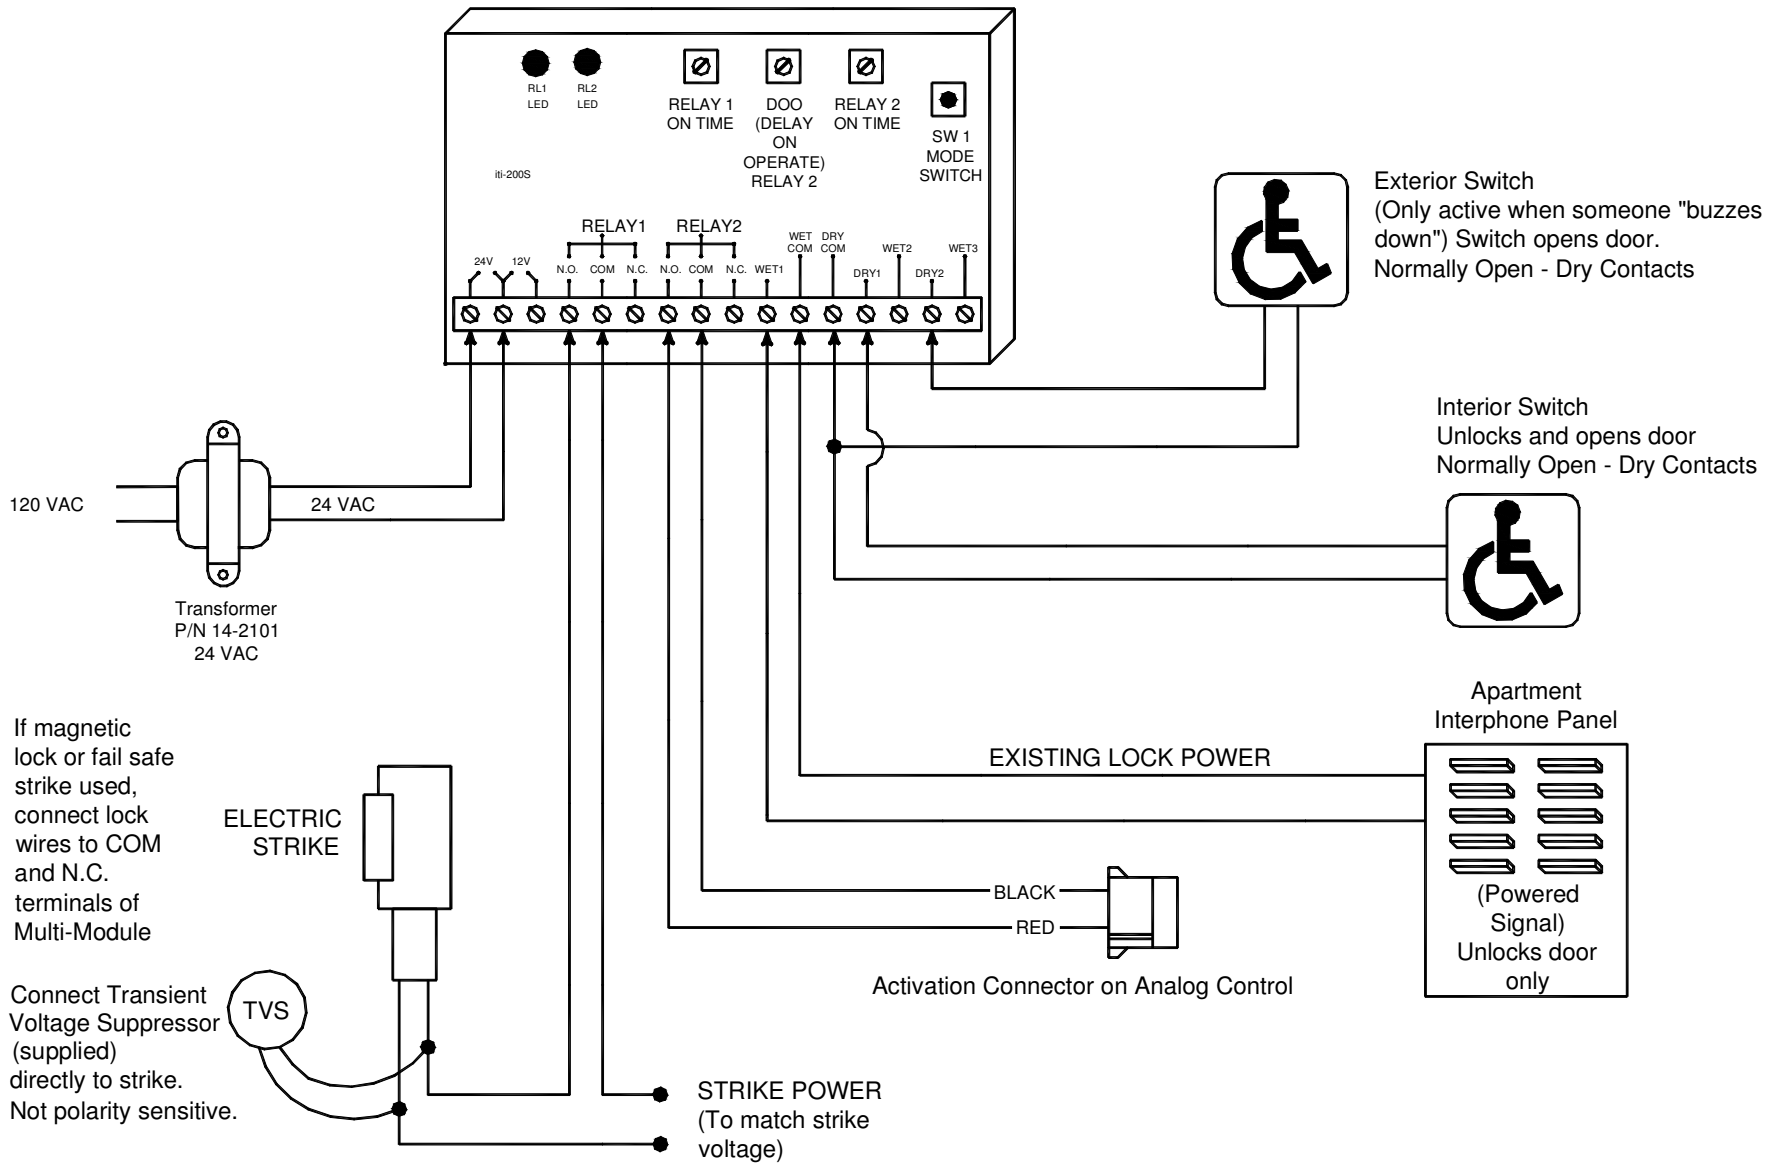 RL1
LED
RL2
LED
RELAY 1
ON TIME
DOO
(DELAY
ON
OPERATE)
RELAY 2
RELAY 2
ON TIME
SW 1
MODE
SWITCH
iti-200S
RELAY1
RELAY2
24V
12V
N.O.
COM
N.C.
N.O.
COM
N.C.
WET1
WET
COM
DRY
COM
DRY1
WET2
DRY2
WET3
Exterior Switch
(Only active when someone "buzzes
down") Switch opens door.
Normally Open - Dry Contacts
Interior Switch
Unlocks and opens door
Normally Open - Dry Contacts
120 VAC
24 VAC
Transformer
P/N 14-2101
24 VAC
If magnetic
lock or fail safe
strike used,
connect lock
wires to COM
and N.C.
terminals of
Multi-Module
ELECTRIC
STRIKE
Connect Transient
Voltage Suppressor
(supplied)
directly to strike.
Not polarity sensitive.
TVS
STRIKE POWER
(To match strike
voltage)
EXISTING LOCK POWER
BLACK
RED
Activation Connector on Analog Control
Apartment
Interphone Panel
(Powered
Signal)
Unlocks door
only